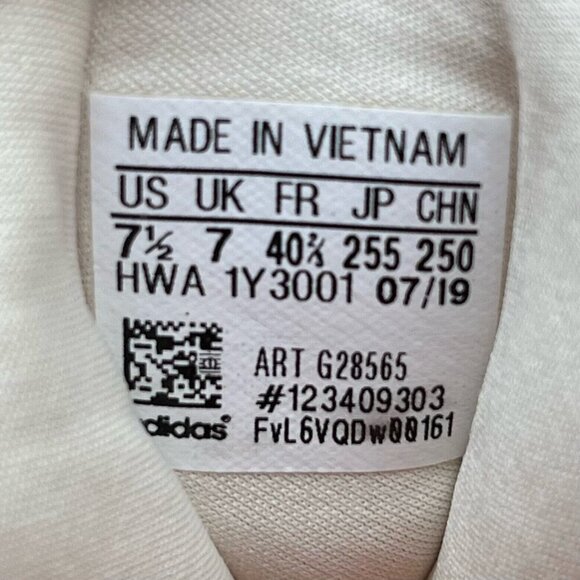 MADE IN VIETNAM
US UK FR JP CHN
7½ 7 40⅔ 255 250
HWA 1Y3001 07/19
ART G28565
#123409303
adidas® FvL6VQDw00161